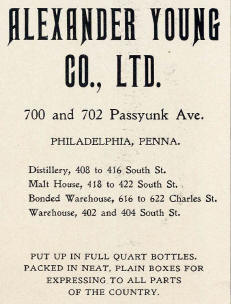 ALEXANDER YOUNG
CO., LTD.
700 and 702 Passyunk Ave.
PHILADELPHIA, PENNA.
Distillery, 408 to 416 South St.
Malt House, 418 to 422 South St.
Bonded Warehouse, 616 to 622 Charles St.
Warehouse, 402 and 404 South St.
PUT UP IN FULL QUART BOTTLES.
PACKED IN NEAT, PLAIN BOXES FOR
EXPRESSING TO ALL PARTS
OF THE COUNTRY.